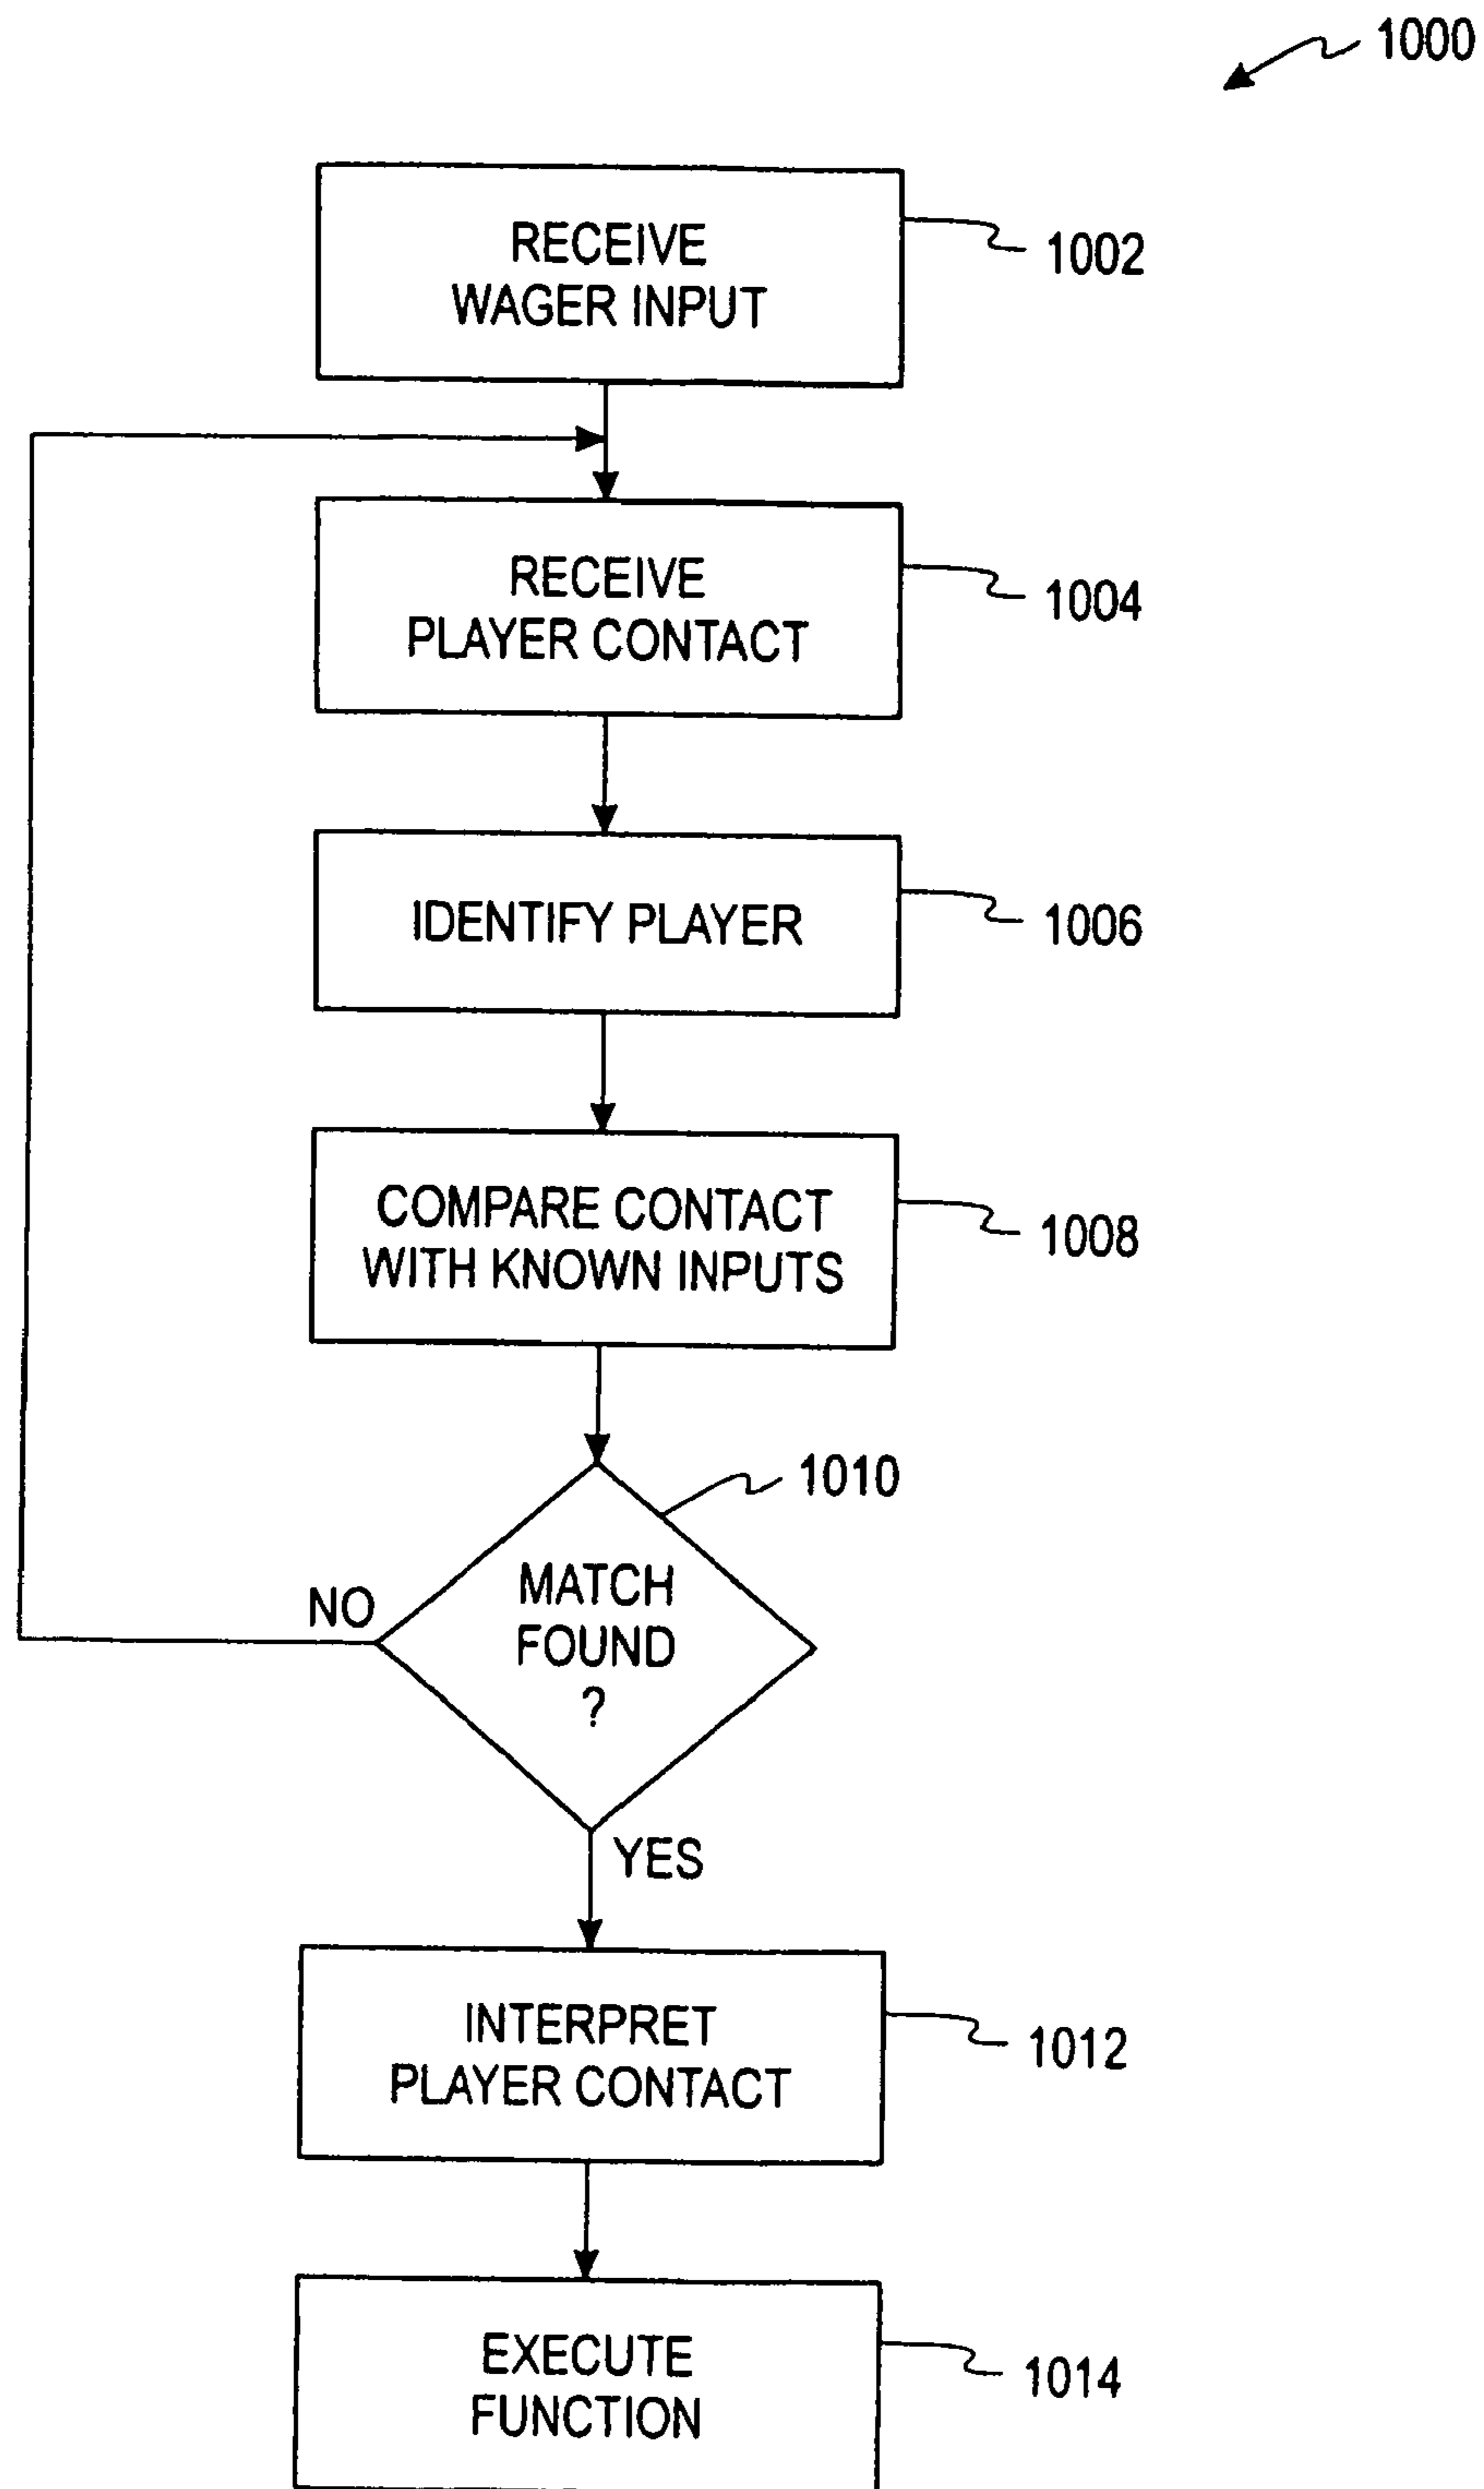 1000
RECEIVE
WAGER INPUT
1002
RECEIVE
PLAYER CONTACT
1004
IDENTIFY PLAYER
1006
COMPARE CONTACT
WITH KNOWN INPUTS
1008
1010
MATCH
FOUND
?
NO
YES
INTERPRET
PLAYER CONTACT
1012
EXECUTE
FUNCTION
1014